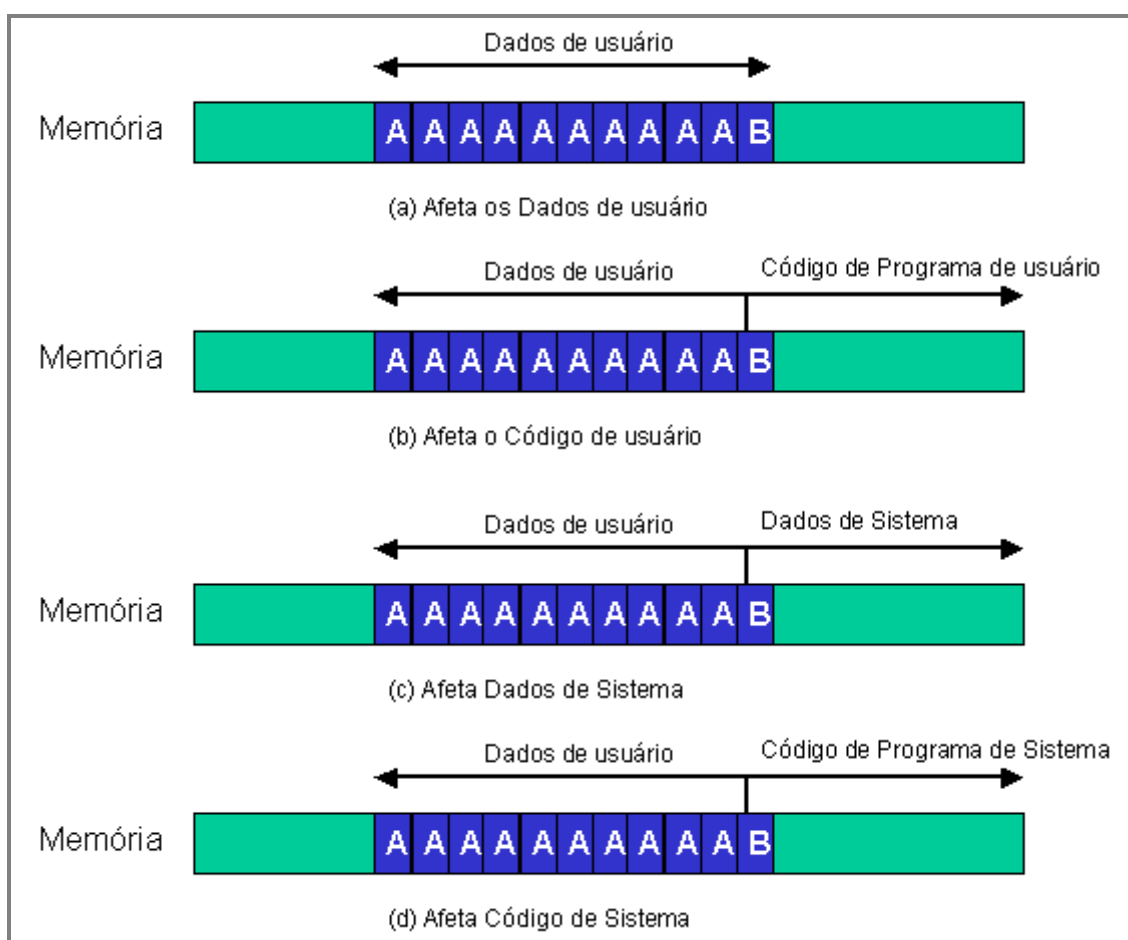 Dados de usuário
Memória A A A A A A A A A A B
(a) Afeta os Dados de usuário
Dados de usuário Código de Programa de usuário
Memória A A A A A A A A A A B
(b) Afeta o Código de usuário
Dados de usuário Dados de Sistema
Memória A A A A A A A A A A B
(c) Afeta Dados de Sistema
Dados de usuário Código de Programa de Sistema
Memória A A A A A A A A A A B
(d) Afeta Código de Sistema